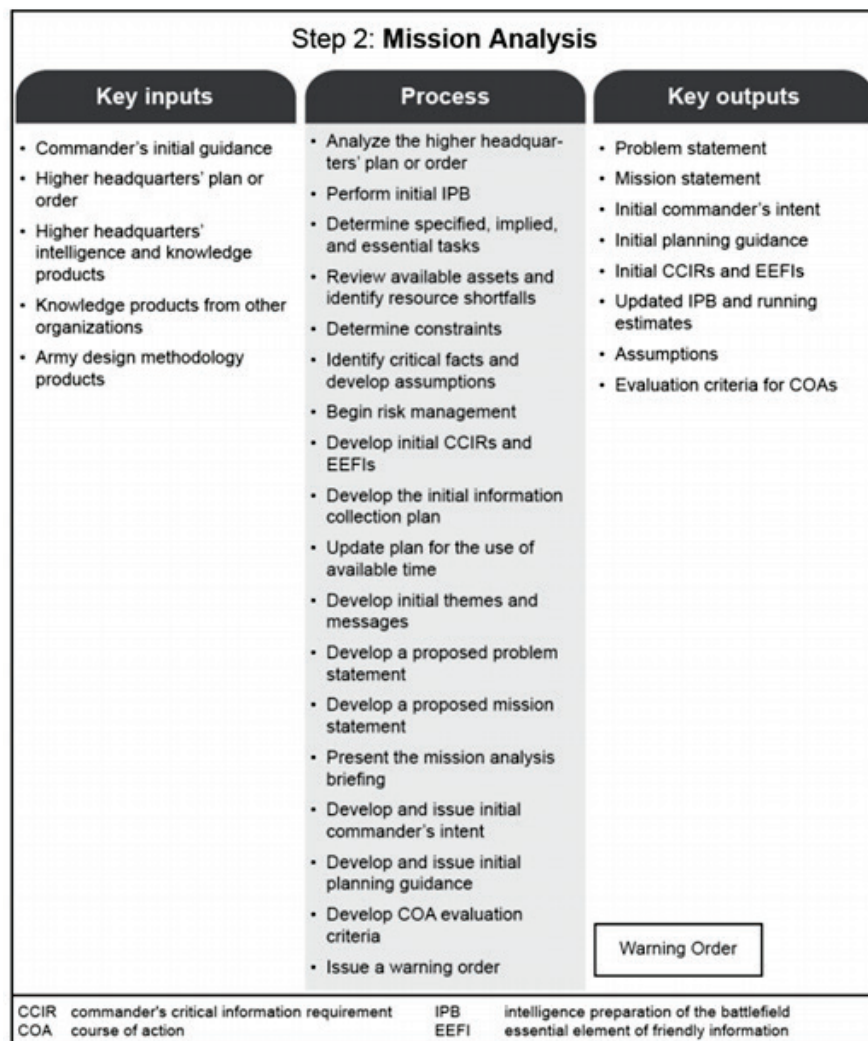 Step 2: Mission Analysis
Key inputs
• Commander's initial guidance
• Higher headquarters' plan or
order
• Higher headquarters'
intelligence and knowledge
products
• Knowledge products from other
organizations
• Army design methodology
products
Process
• Analyze the higher headquar-
ters' plan or order
• Perform initial IPB
• Determine specified, implied,
and essential tasks
• Review available assets and
identify resource shortfalls
• Determine constraints
• Identify critical facts and
develop assumptions
• Begin risk management
• Develop initial CCIRs and
EEFIs
• Develop the initial information
collection plan
• Update plan for the use of
available time
• Develop initial themes and
messages
• Develop a proposed problem
statement
• Develop a proposed mission
statement
• Present the mission analysis
briefing
• Develop and issue initial
commander's intent
• Develop and issue initial
planning guidance
• Develop COA evaluation
criteria
• Issue a warning order
Key outputs
• Problem statement
• Mission statement
• Initial commander's intent
• Initial planning guidance
• Initial CCIRs and EEFIs
• Updated IPB and running
estimates
• Assumptions
• Evaluation criteria for COAs
Warning Order
CCIR commander's critical information requirement IPB intelligence preparation of the battlefield
COA course of action EEFI essential element of friendly information